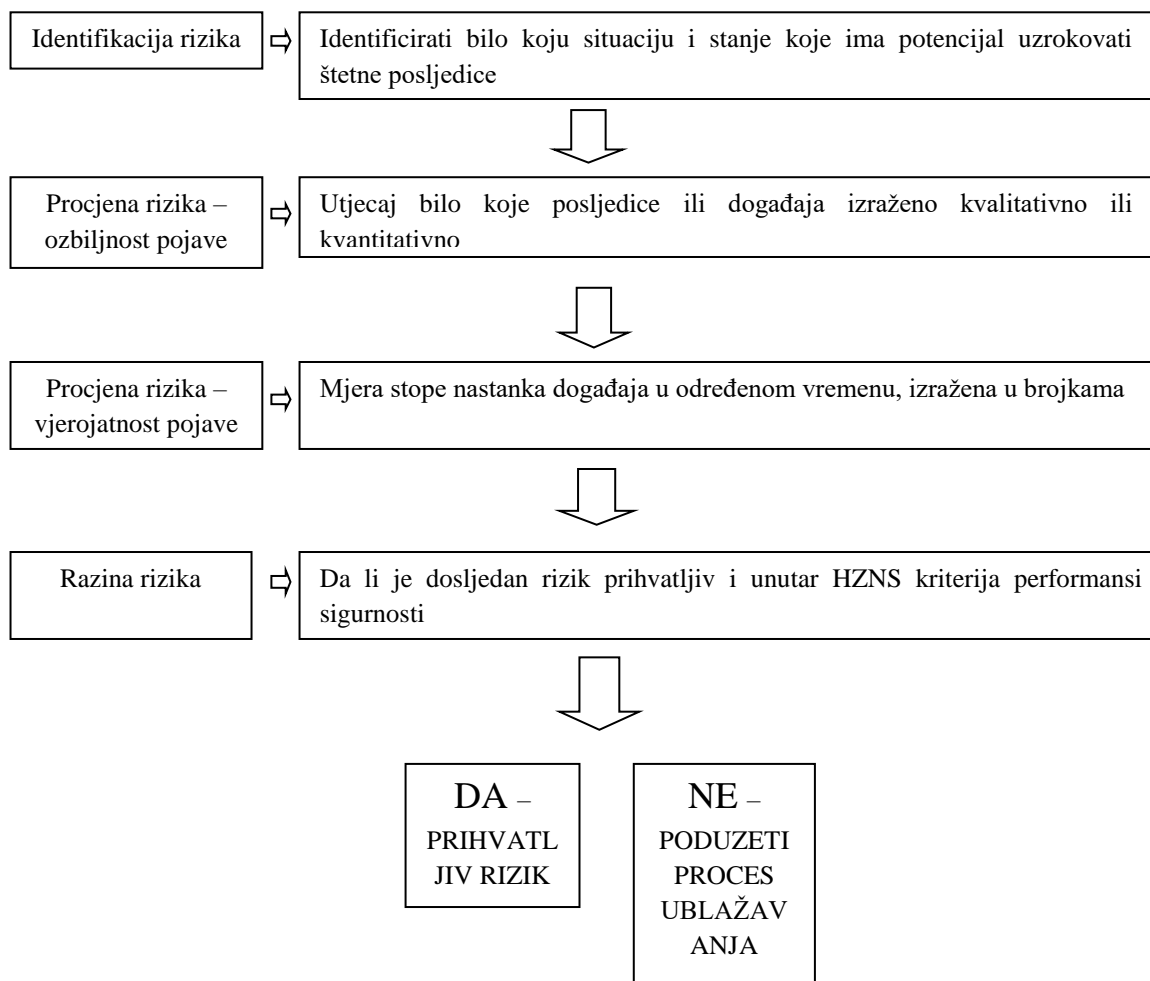 Identifikacija rizika
Identificirati bilo koju situaciju i stanje koje ima potencijal uzrokovati
štetne posljedice
Procjena rizika –
ozbiljnost pojave
Utjecaj bilo koje posljedice ili događaja izraženo kvalitativno ili
kvantitativno
Procjena rizika –
vjerojatnost pojave
Mjera stope nastanka događaja u određenom vremenu, izražena u brojkama
Razina rizika
Da li je dosljedan rizik prihvatljiv i unutar HZNS kriterija performansi
sigurnosti
DA –
PRIHVATL
JIV RIZIK
NE –
PODUZETI
PROCES
UBLAŽAV
ANJA